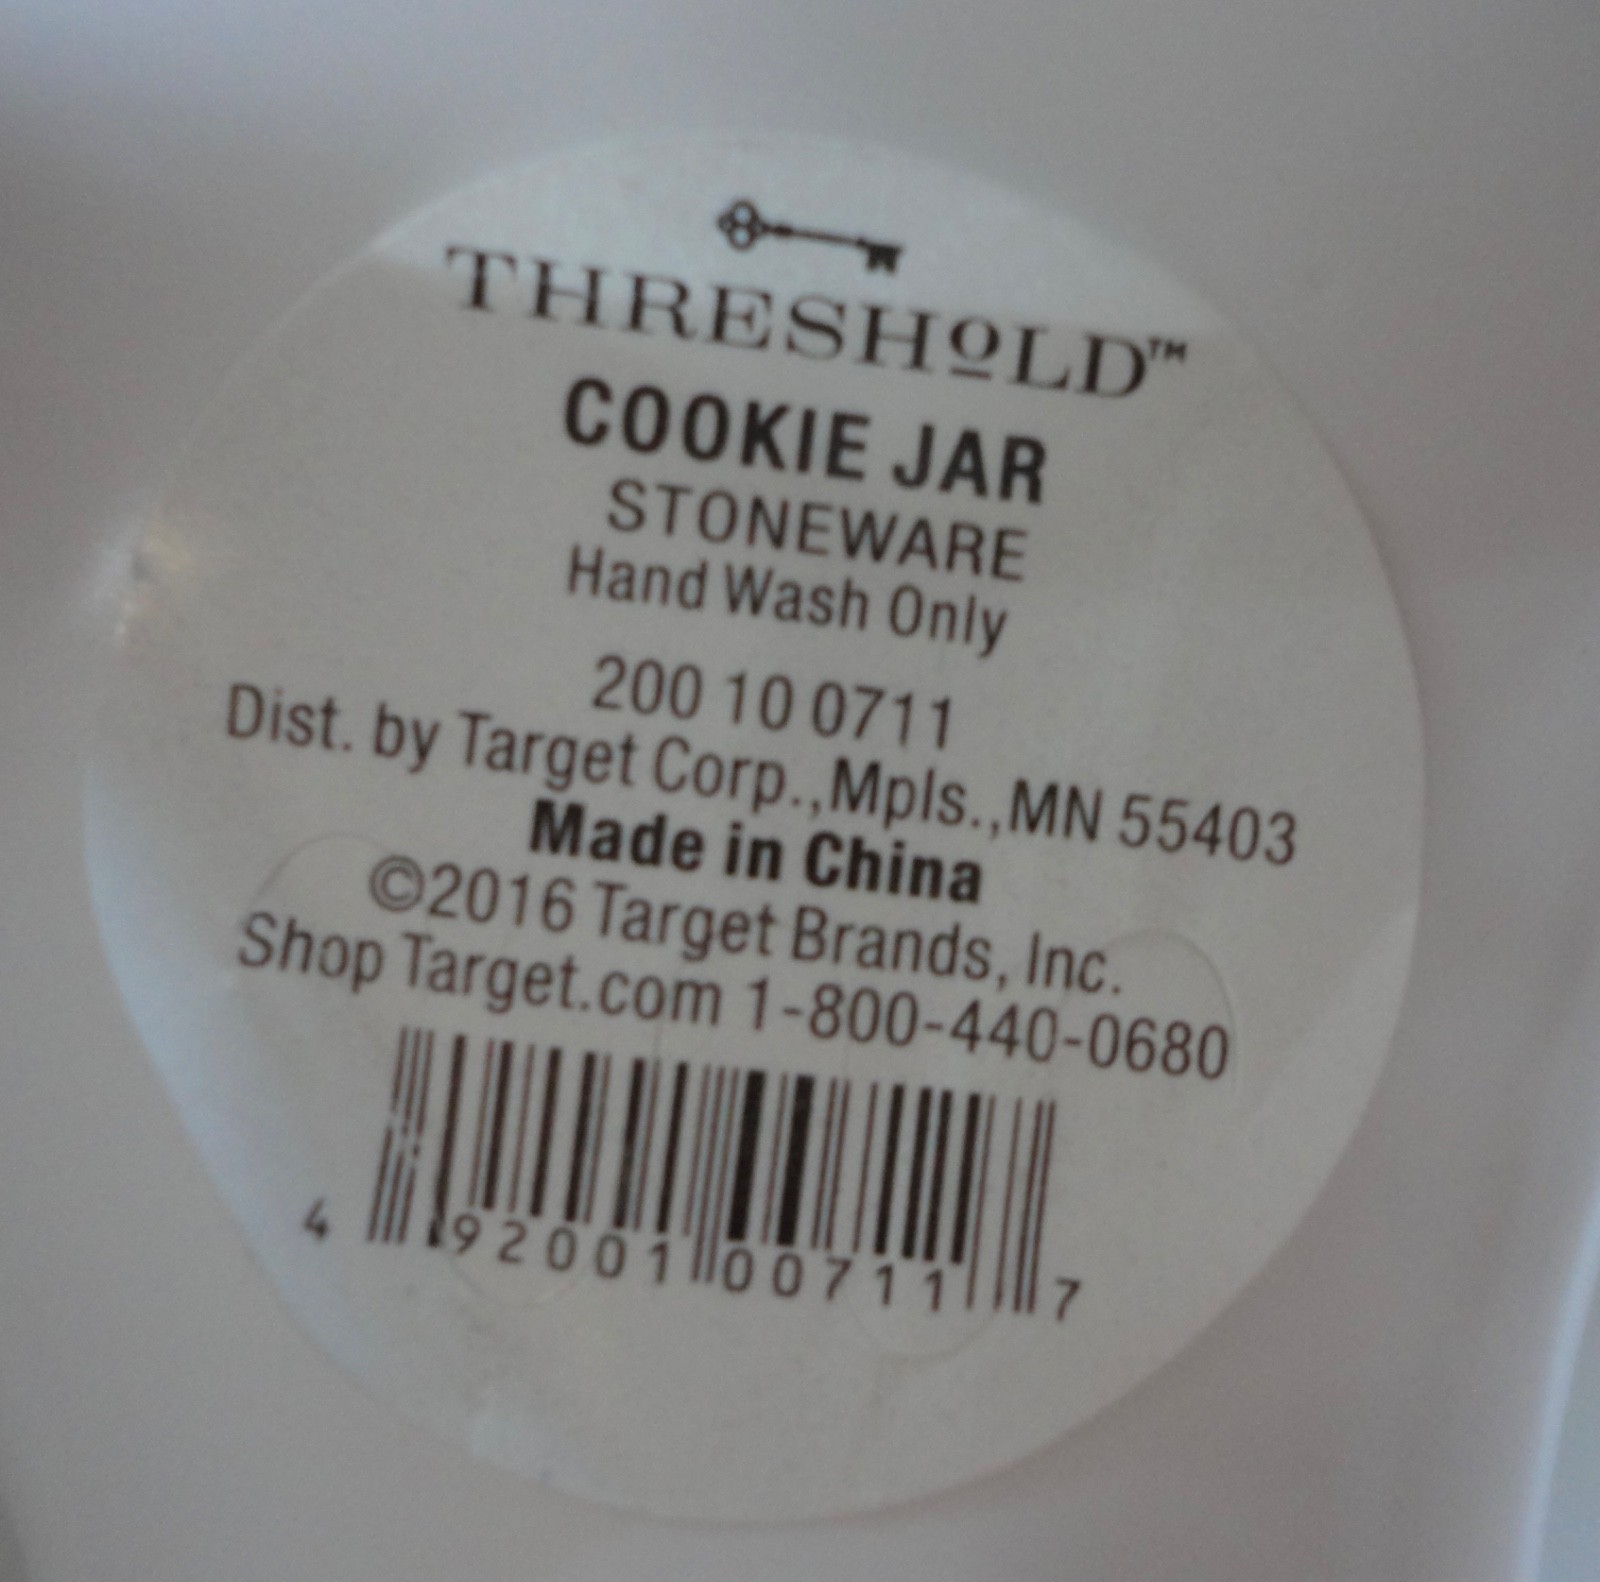 THRESHOLD™
COOKIE JAR
STONEWARE
Hand Wash Only
200 10 0711
Dist. by Target Corp.,Mpls.,MN 55403
Made in China
©2016 Target Brands, Inc.
Shop Target.com 1-800-440-0680
4 92001 00711 7